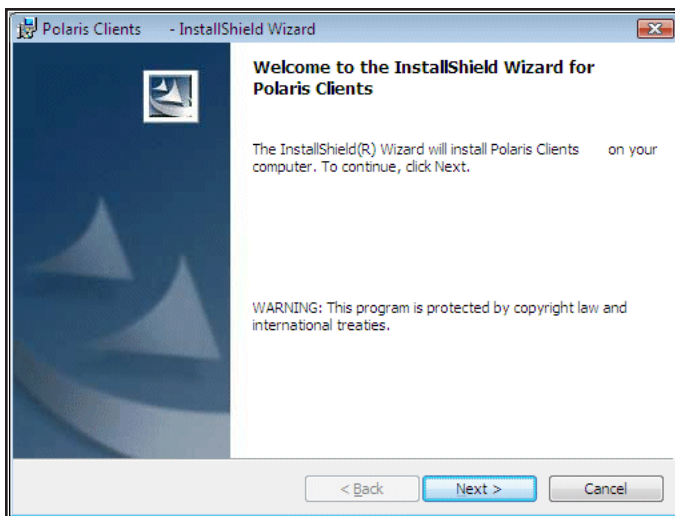 Polaris Clients - InstallShield Wizard
Welcome to the InstallShield Wizard for
Polaris Clients
The InstallShield(R) Wizard will install Polaris Clients on your
computer. To continue, click Next.
WARNING: This program is protected by copyright law and
international treaties.
< Back Next > Cancel